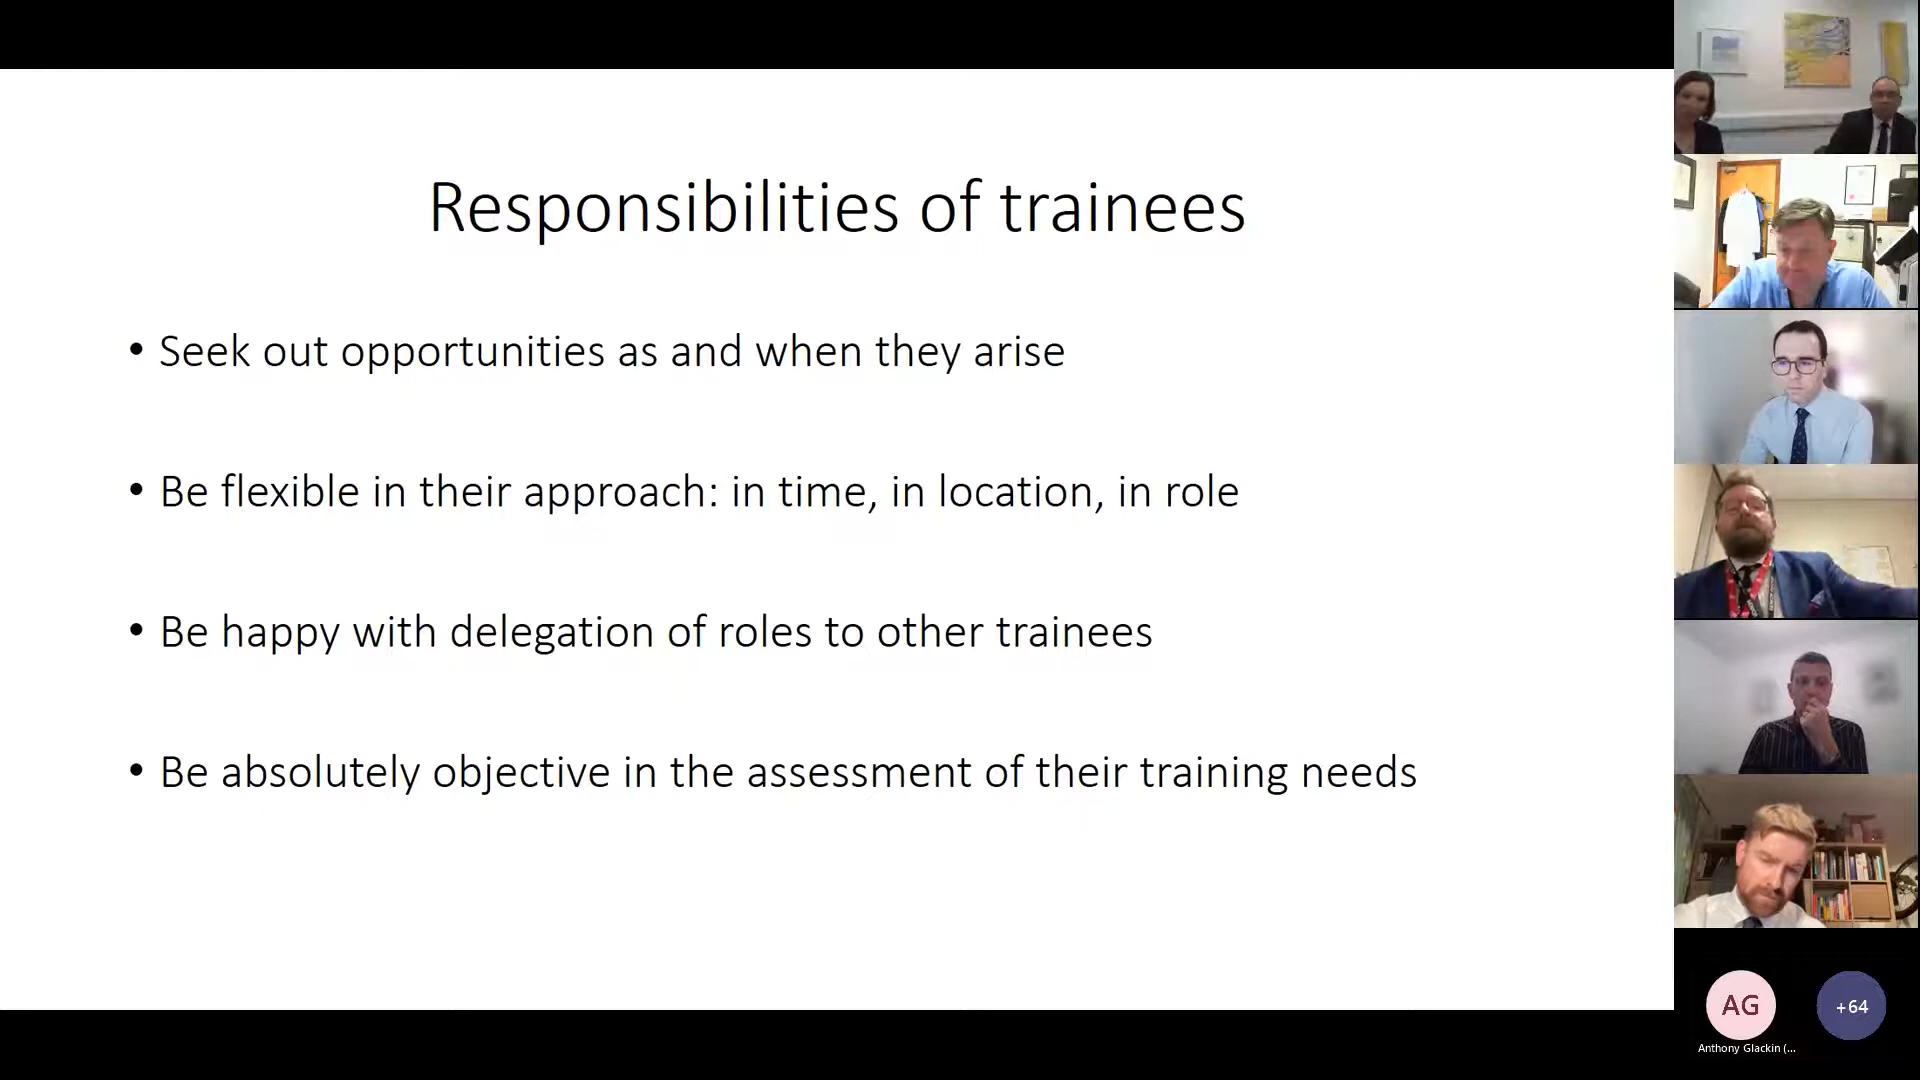 Responsibilities of trainees
• Seek out opportunities as and when they arise
• Be flexible in their approach: in time, in location, in role
• Be happy with delegation of roles to other trainees
• Be absolutely objective in the assessment of their training needs
AG
+64
Anthony Glackin (...